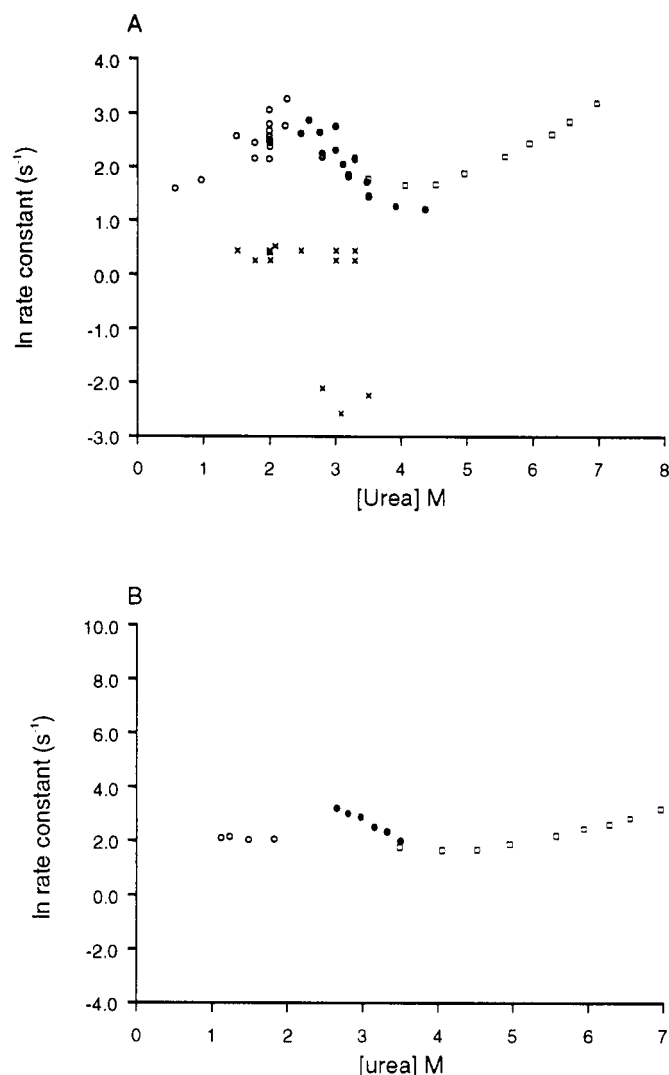 A
4.0
3.0
2.0
1.0
0.0
-1.0
-2.0
-3.0
ln rate constant (s⁻¹)
0 1 2 3 4 5 6 7 8
[Urea] M
B
10.0
8.0
6.0
4.0
2.0
0.0
-2.0
-4.0
ln rate constant (s⁻¹)
0 1 2 3 4 5 6 7
[urea] M